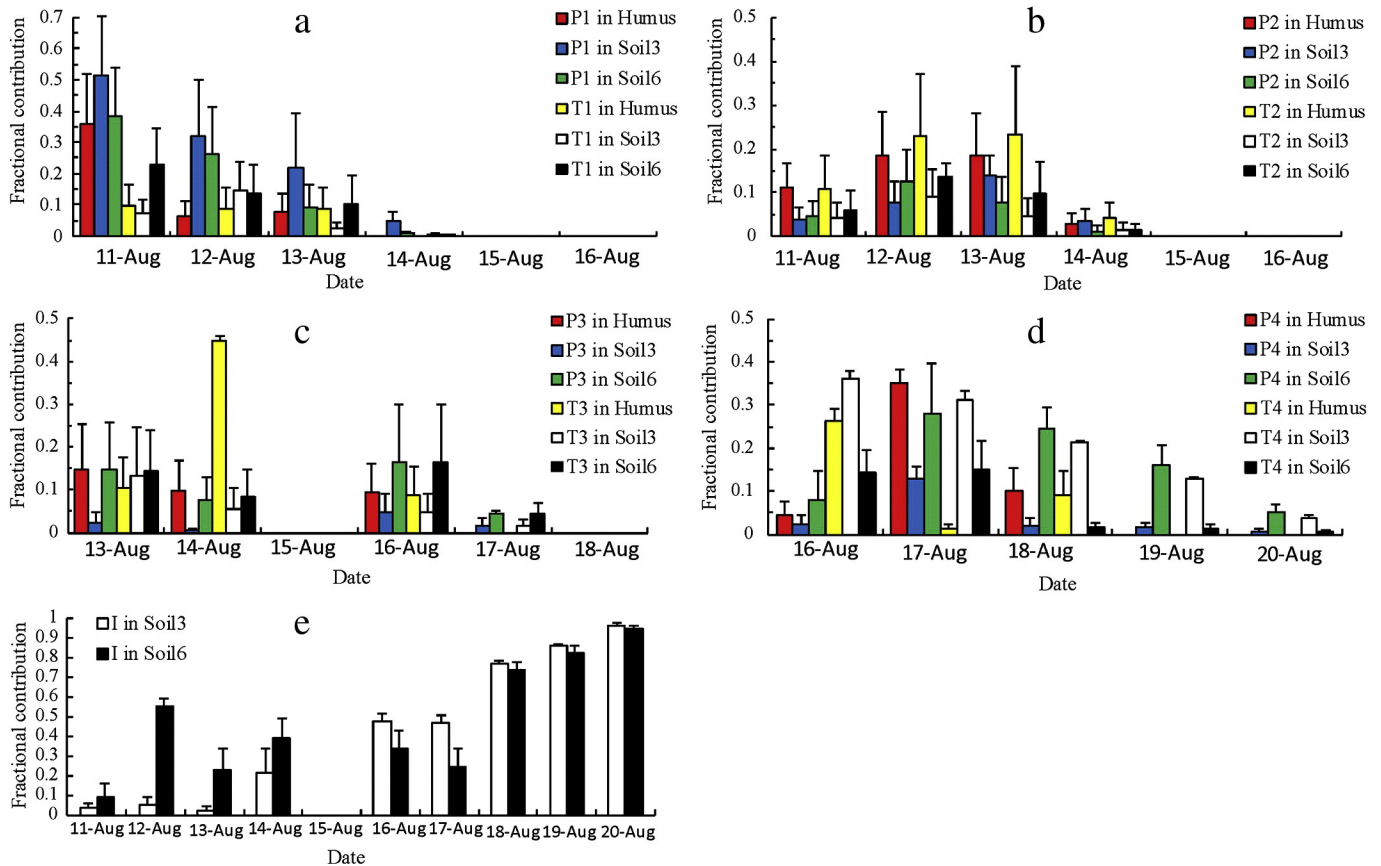 a
Fractional contribution
0.7
0.6
0.5
0.4
0.3
0.2
0.1
0
P1 in Humus
P1 in Soil3
P1 in Soil6
T1 in Humus
T1 in Soil3
T1 in Soil6
11-Aug 12-Aug 13-Aug 14-Aug 15-Aug 16-Aug
Date
b
Fractional contribution
0.5
0.4
0.3
0.2
0.1
0
P2 in Humus
P2 in Soil3
P2 in Soil6
T2 in Humus
T2 in Soil3
T2 in Soil6
11-Aug 12-Aug 13-Aug 14-Aug 15-Aug 16-Aug
Date
c
Fractional contribution
0.5
0.4
0.3
0.2
0.1
0
P3 in Humus
P3 in Soil3
P3 in Soil6
T3 in Humus
T3 in Soil3
T3 in Soil6
13-Aug 14-Aug 15-Aug 16-Aug 17-Aug 18-Aug
Date
d
Fractional contribution
0.5
0.4
0.3
0.2
0.1
0
P4 in Humus
P4 in Soil3
P4 in Soil6
T4 in Humus
T4 in Soil3
T4 in Soil6
16-Aug 17-Aug 18-Aug 19-Aug 20-Aug
Date
e
Fractional contribution
1
0.9
0.8
0.7
0.6
0.5
0.4
0.3
0.2
0.1
0
I in Soil3
I in Soil6
11-Aug 12-Aug 13-Aug 14-Aug 15-Aug 16-Aug 17-Aug 18-Aug 19-Aug 20-Aug
Date